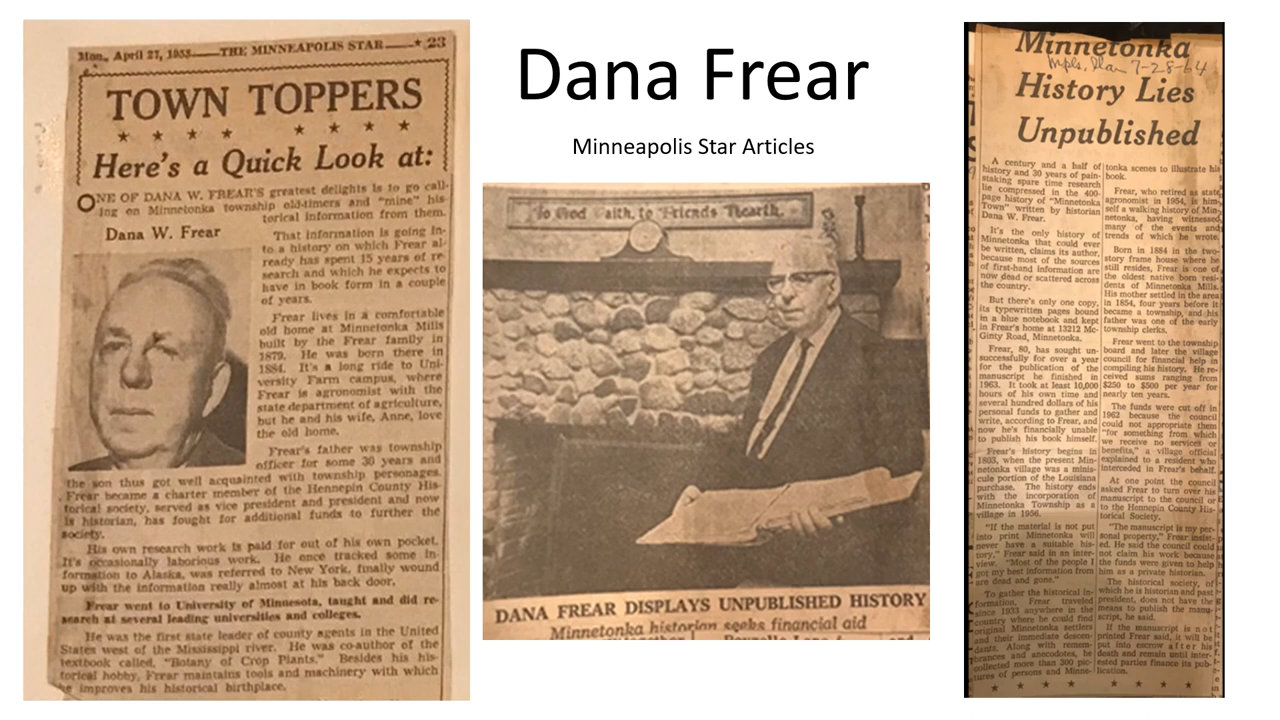 Mon., April 27, 1953——THE MINNEAPOLIS STAR——★ 23
TOWN TOPPERS
★ ★ ★ ★ ★ ★ ★ ★
Here's a Quick Look at:
ONE OF DANA W. FREAR'S greatest delights is to go call-
ing on Minnetonka township old-timers and "mine" his-
torical information from them.
Dana W. Frear
That information is going in-
to a history on which Frear al-
ready has spent 15 years of re-
search and which he expects to
have in book form in a couple
of years.
Frear lives in a comfortable
old home at Minnetonka Mills
built by the Frear family in
1879. He was born there in
1884. It's a long ride to Uni-
versity Farm campus, where
Frear is agronomist with the
state department of agriculture,
but he and his wife, Anne, love
the old home.
Frear's father was township
officer for some 30 years and
the son thus got well acquainted with township personages.
Frear became a charter member of the Hennepin County His-
torical society, served as vice president and president and now
is historian, has fought for additional funds to further the
society.
His own research work is paid for out of his own pocket.
It's occasionally laborious work. He once tracked some in-
formation to Alaska, was referred to New York, finally wound
up with the information really almost at his back door.
Frear went to University of Minnesota, taught and did re-
search at several leading universities and colleges.
He was the first state leader of county agents in the United
States west of the Mississippi river. He was co-author of the
textbook called, "Botany of Crop Plants." Besides his his-
torical hobby, Frear maintains tools and machinery with which
he improves his historical birthplace.
Dana Frear
Minneapolis Star Articles
To God Faith, to Friends Hearth.
DANA FREAR DISPLAYS UNPUBLISHED HISTORY
Minnetonka historian seeks financial aid
Minnetonka
Mpls. Star 7-28-64
History Lies
Unpublished
A century and a half of
history and 30 years of pain-
staking spare time research
lie compressed in the 400-
page history of "Minnetonka
Town" written by historian
Dana W. Frear.
It's the only history of
Minnetonka that could ever
be written, claims its author,
because most of the sources
of first-hand information are
now dead or scattered across
the country.
But there's only one copy,
its typewritten pages bound
in a blue notebook and kept
in Frear's home at 13212 Mc-
Ginty Road, Minnetonka.
Frear, 80, has sought un-
successfully for over a year
for the publication of the
manuscript he finished in
1963. It took at least 10,000
hours of his own time and
several hundred dollars of his
personal funds to gather and
write, according to Frear, and
now he's financially unable
to publish his book himself.
Frear's history begins in
1803, when the present Min-
netonka village was a minis-
cule portion of the Louisiana
purchase. The history ends
with the incorporation of
Minnetonka Township as a
village in 1956.
"If the material is not put
into print Minnetonka will
never have a suitable his-
tory," Frear said in an inter-
view. "Most of the people I
got my best information from
are dead and gone."
To gather the historical in-
formation, Frear traveled
since 1933 anywhere in the
country where he could find
original Minnetonka settlers
and their immediate descen-
dants. Along with remem-
brances and anecdotes, he
collected more than 300 pic-
tures of persons and Minne-
tonka scenes to illustrate his
book.
Frear, who retired as state
agronomist in 1954, is him-
self a walking history of Min-
netonka, having witnessed
many of the events and
trends of which he wrote.
Born in 1884 in the two-
story frame house where he
still resides, Frear is one of
the oldest native born resi-
dents of Minnetonka Mills.
His mother settled in the area
in 1854, four years before it
became a township, and his
father was one of the early
township clerks.
Frear went to the township
board and later the village
council for financial help in
compiling his history. He re-
ceived sums ranging from
$250 to $500 per year for
nearly ten years.
The funds were cut off in
1962 because the council
could not appropriate them
"for something from which
we receive no services or
benefits," a village official
explained to a resident who
interceded in Frear's behalf.
At one point the council
asked Frear to turn over his
manuscript to the council or
to the Hennepin County His-
torical Society.
"The manuscript is my per-
sonal property," Frear insist-
ed. He said the council could
not claim his work because
the funds were given to help
him as a private historian.
The historical society, of
which he is historian and past
president, does not have the
means to publish the manu-
script, he said.
If the manuscript is not
printed Frear said, it will be
put into escrow after his
death and remain until inter-
ested parties finance its pub-
lication.
★ ★ ★ ★ ★ ★ ★ ★